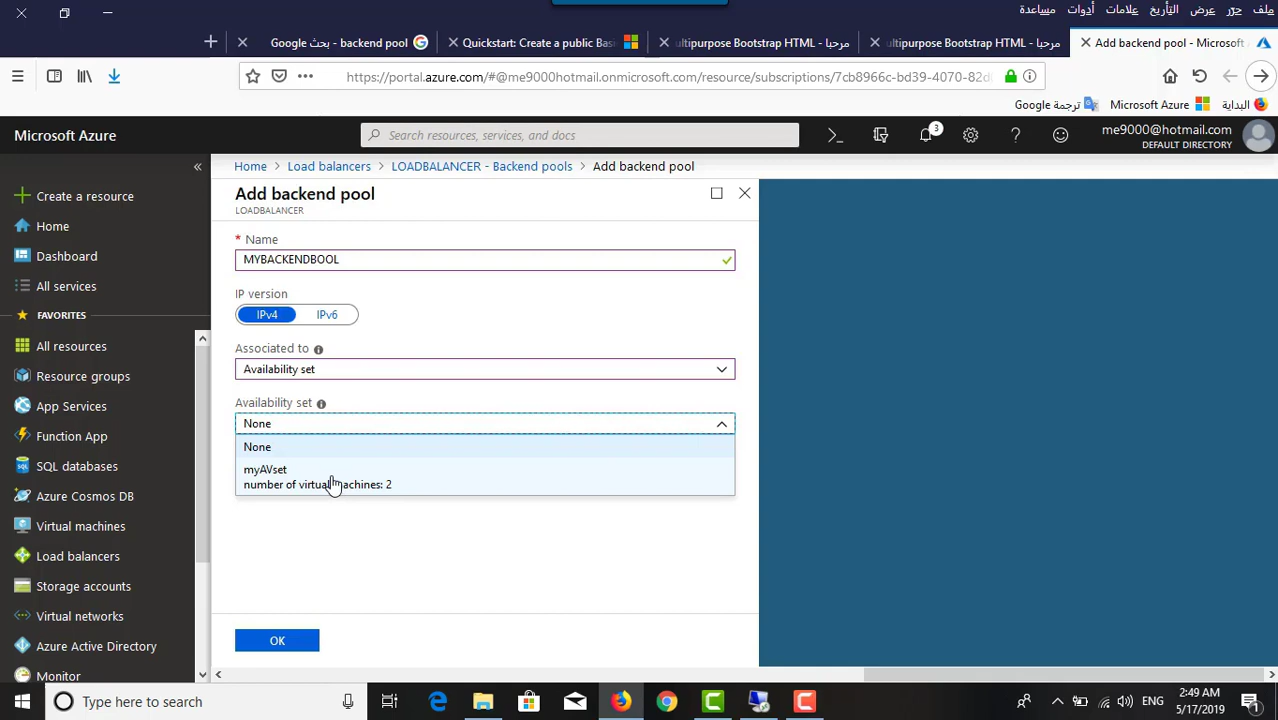 ملف حرّر عرض التأريخ علامات أدوات مساعدة
Google بحث - backend pool
Quickstart: Create a public Bas
ultipurpose Bootstrap HTML - مرحبا
ultipurpose Bootstrap HTML - مرحبا
Add backend pool - Microsoft
https://portal.azure.com/#@me9000hotmail.onmicrosoft.com/resource/subscriptions/7cb8966c-bd39-4070-82d
البداية
Microsoft Azure
ترجمة Google
Microsoft Azure
Search resources, services, and docs
3
me9000@hotmail.com
DEFAULT DIRECTORY
Home > Load balancers > LOADBALANCER - Backend pools > Add backend pool
Create a resource
Home
Dashboard
All services
FAVORITES
All resources
Resource groups
App Services
Function App
SQL databases
Azure Cosmos DB
Virtual machines
Load balancers
Storage accounts
Virtual networks
Azure Active Directory
Monitor
Add backend pool
LOADBALANCER
* Name
MYBACKENDBOOL
IP version
IPv4 IPv6
Associated to
Availability set
Availability set
None
None
myAVset
number of virtual machines: 2
OK
Type here to search
ENG
2:49 AM
5/17/2019
1